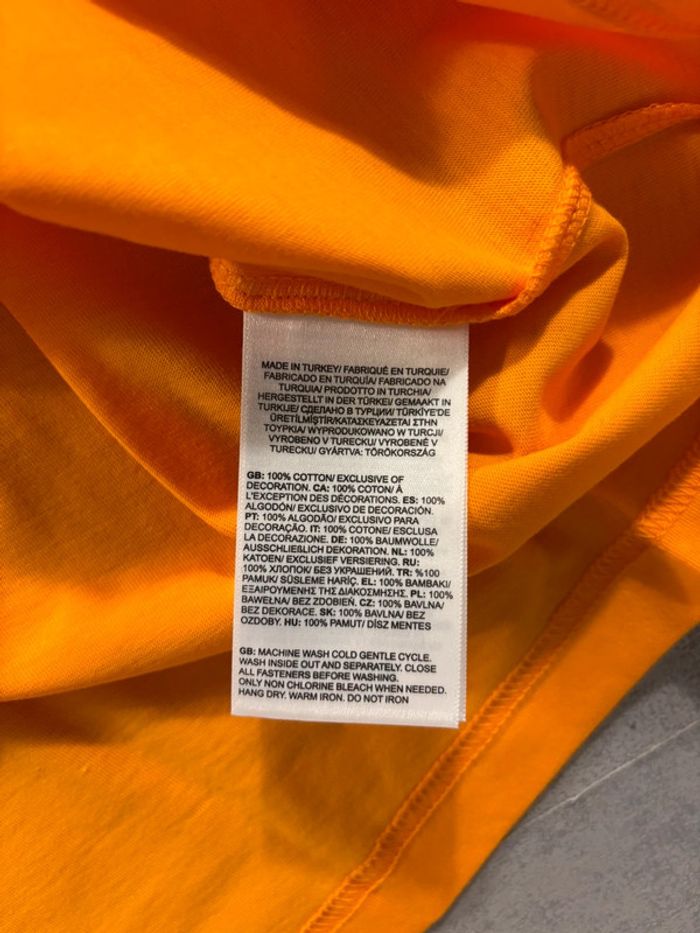 MADE IN TURKEY/ FABRIQUÉ EN TURQUIE/
FABRICADO EN TURQUÍA/ FABRICADO NA
TURQUIA/ PRODOTTO IN TURCHIA/
HERGESTELLT IN DER TÜRKEI/ GEMAAKT IN
TURKIJE/ СДЕЛАНО В ТУРЦИИ/ TÜRKİYE'DE
ÜRETİLMİŞTİR/ΚΑΤΑΣΚΕΥΑΖΕΤΑΙ ΣΤΗΝ
ΤΟΥΡΚΙΑ/ WYPRODUKOWANO W TURCJI/
VYROBENO V TURECKU/ VYROBENÉ V
TURECKU/ GYÁRTVA: TÖRÖKORSZÁG
GB: 100% COTTON/ EXCLUSIVE OF
DECORATION. CA: 100% COTON/ À
L'EXCEPTION DES DÉCORATIONS. ES: 100%
ALGODÓN/ EXCLUSIVO DE DECORACIÓN.
PT: 100% ALGODÃO/ EXCLUSIVO PARA
DECORAÇÃO. IT: 100% COTONE/ ESCLUSA
LA DECORAZIONE. DE: 100% BAUMWOLLE/
AUSSCHLIEßLICH DEKORATION. NL: 100%
KATOEN/ EXCLUSIEF VERSIERING. RU:
100% ХЛОПОК/ БЕЗ УКРАШЕНИЙ. TR: %100
PAMUK/ SÜSLEME HARİÇ. EL: 100% ΒΑΜΒΑΚΙ/
ΕΞΑΙΡΟΥΜΕΝΗΣ ΤΗΣ ΔΙΑΚΟΣΜΗΣΗΣ. PL: 100%
BAWEŁNA/ BEZ ZDOBIEŃ. CZ: 100% BAVLNA/
BEZ DEKORACE. SK: 100% BAVLNA/ BEZ
OZDOBY. HU: 100% PAMUT/ DÍSZ MENTES
GB: MACHINE WASH COLD GENTLE CYCLE.
WASH INSIDE OUT AND SEPARATELY. CLOSE
ALL FASTENERS BEFORE WASHING.
ONLY NON CHLORINE BLEACH WHEN NEEDED.
HANG DRY. WARM IRON. DO NOT IRON